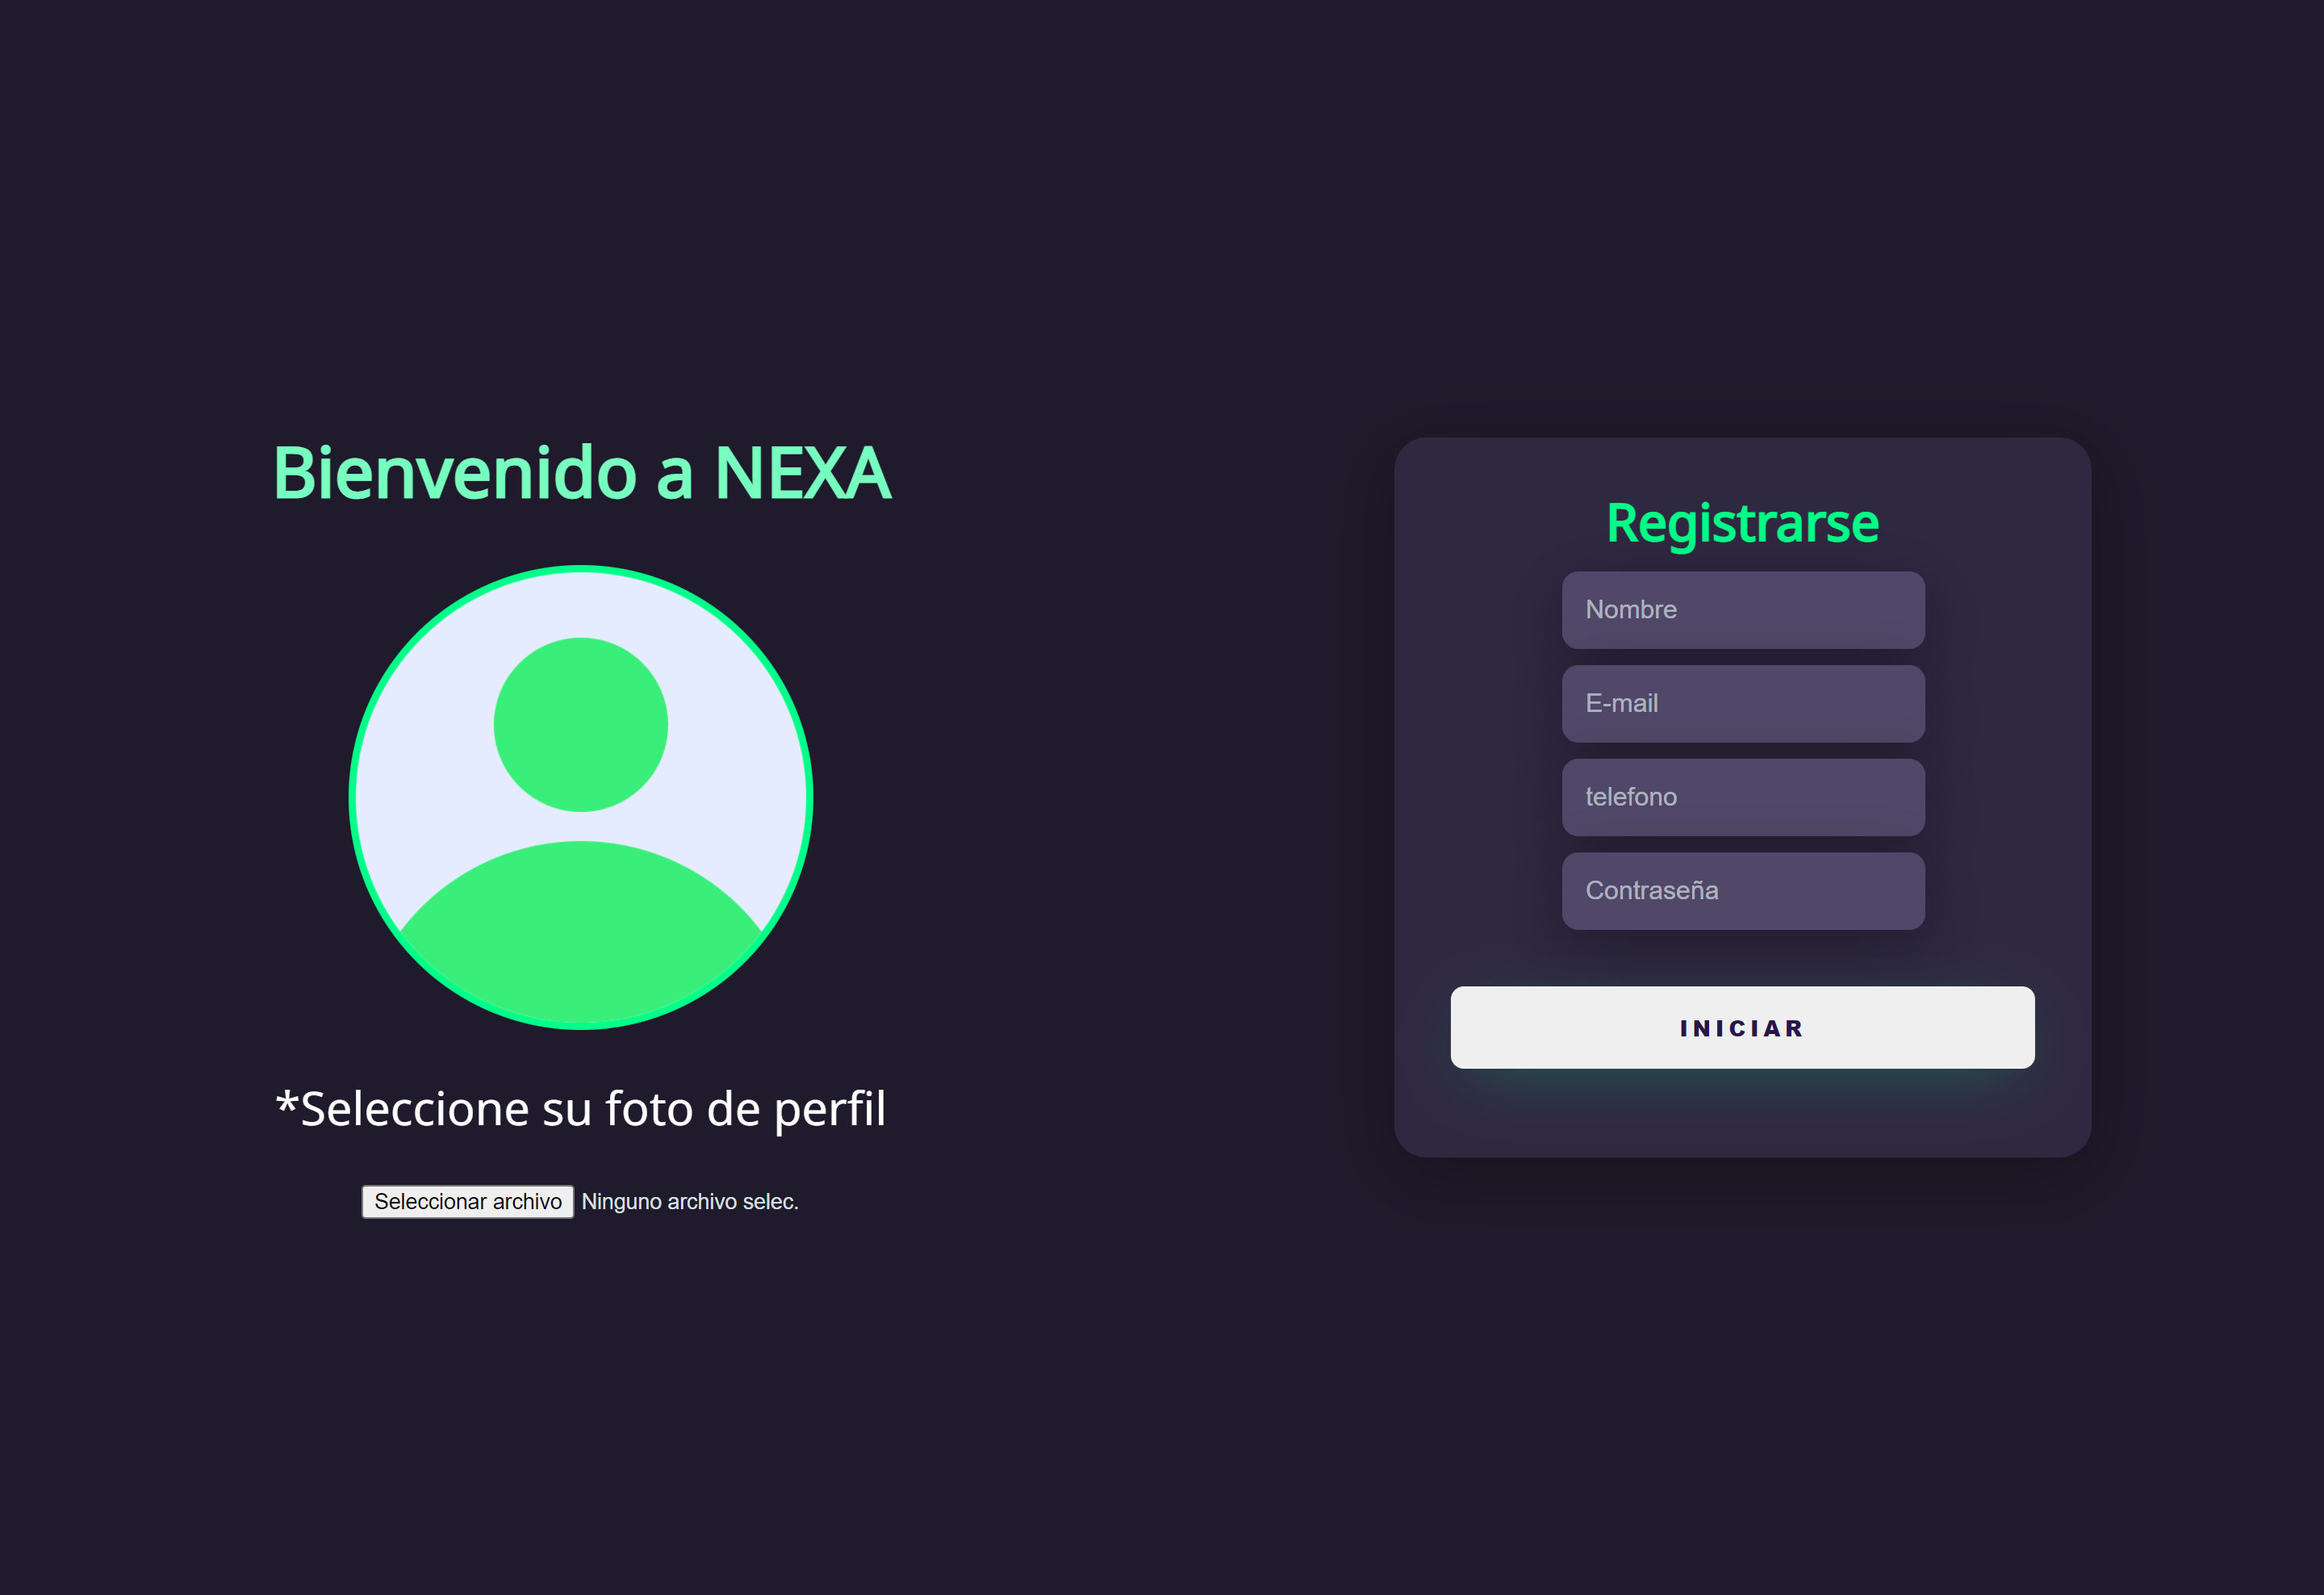 Bienvenido a NEXA
*Seleccione su foto de perfil
Seleccionar archivo Ninguno archivo selec.
Registrarse
Nombre
E-mail
telefono
Contraseña
INICIAR